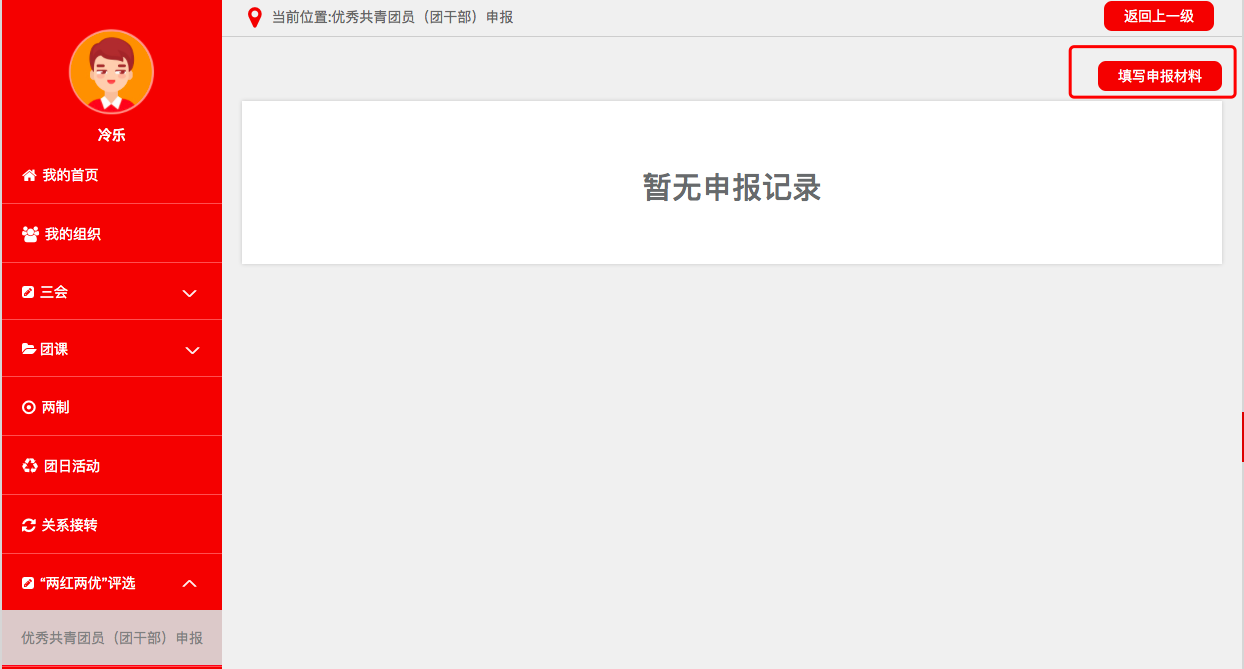 当前位置:优秀共青团员（团干部）申报
返回上一级
填写申报材料
冷乐
我的首页
我的组织
三会
团课
两制
团日活动
关系接转
“两红两优”评选
优秀共青团员（团干部）申报
暂无申报记录